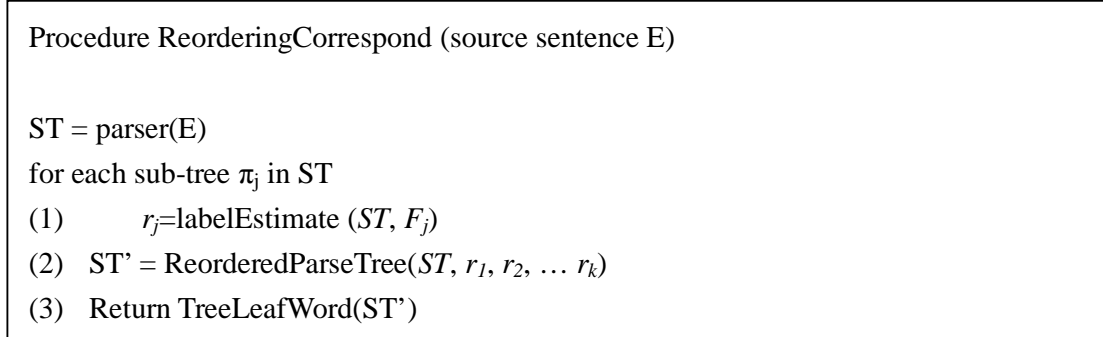 Procedure ReorderingCorrespond (source sentence E)
ST = parser(E)
for each sub-tree πj in ST
(1) rj=labelEstimate (ST, Fj)
(2) ST’ = ReorderedParseTree(ST, r1, r2, … rk)
(3) Return TreeLeafWord(ST’)